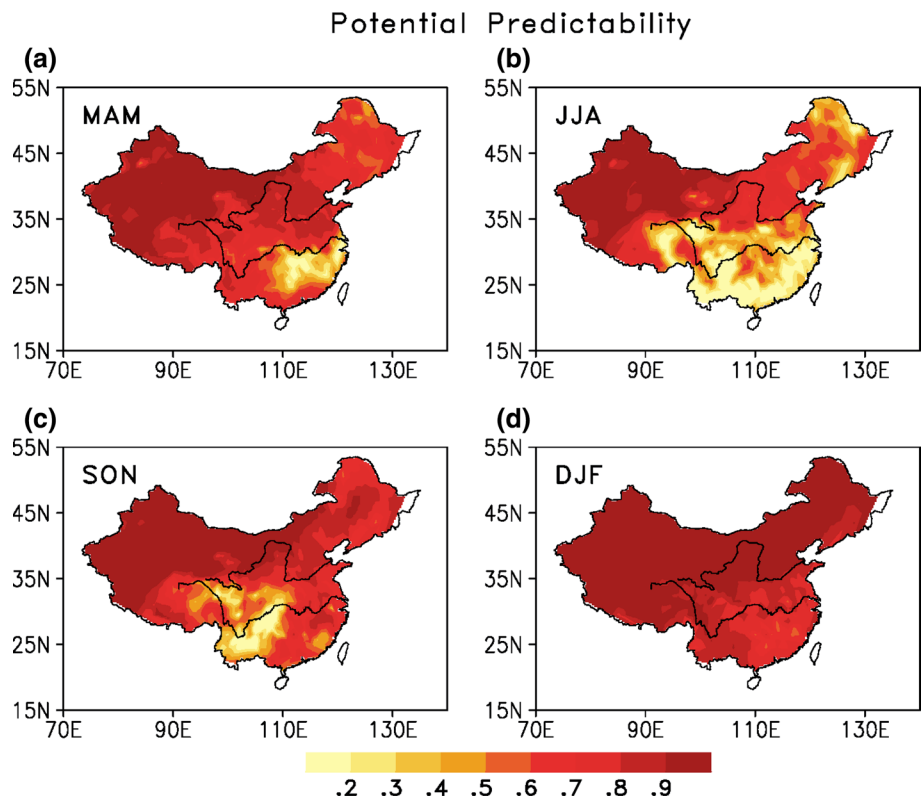 Potential Predictability
(a) (b)
55N 55N
MAM JJA
45N 45N
35N 35N
25N 25N
15N 15N
70E 90E 110E 130E 70E 90E 110E 130E
(c) (d)
55N 55N
SON DJF
45N 45N
35N 35N
25N 25N
15N 15N
70E 90E 110E 130E 70E 90E 110E 130E
.2 .3 .4 .5 .6 .7 .8 .9